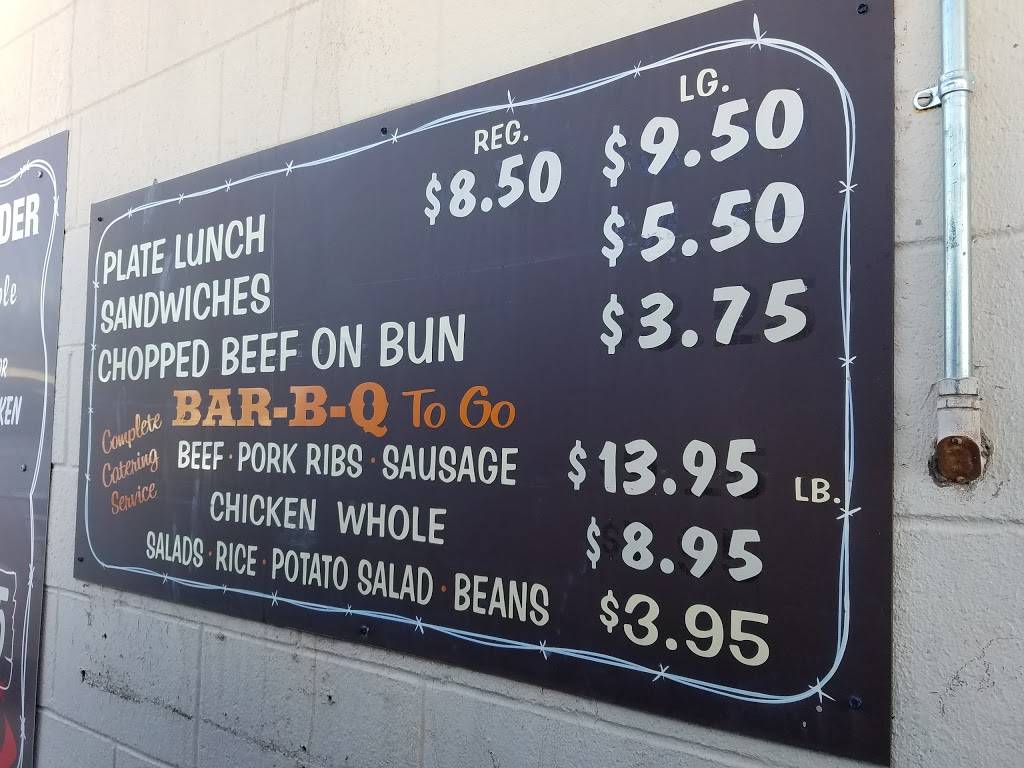 REG. LG.
PLATE LUNCH $8.50 $9.50
SANDWICHES $5.50
CHOPPED BEEF ON BUN $3.75
Complete Catering Service
BAR-B-Q To Go
BEEF · PORK RIBS · SAUSAGE $13.95 LB.
CHICKEN WHOLE $8.95
SALADS · RICE · POTATO SALAD · BEANS $3.95